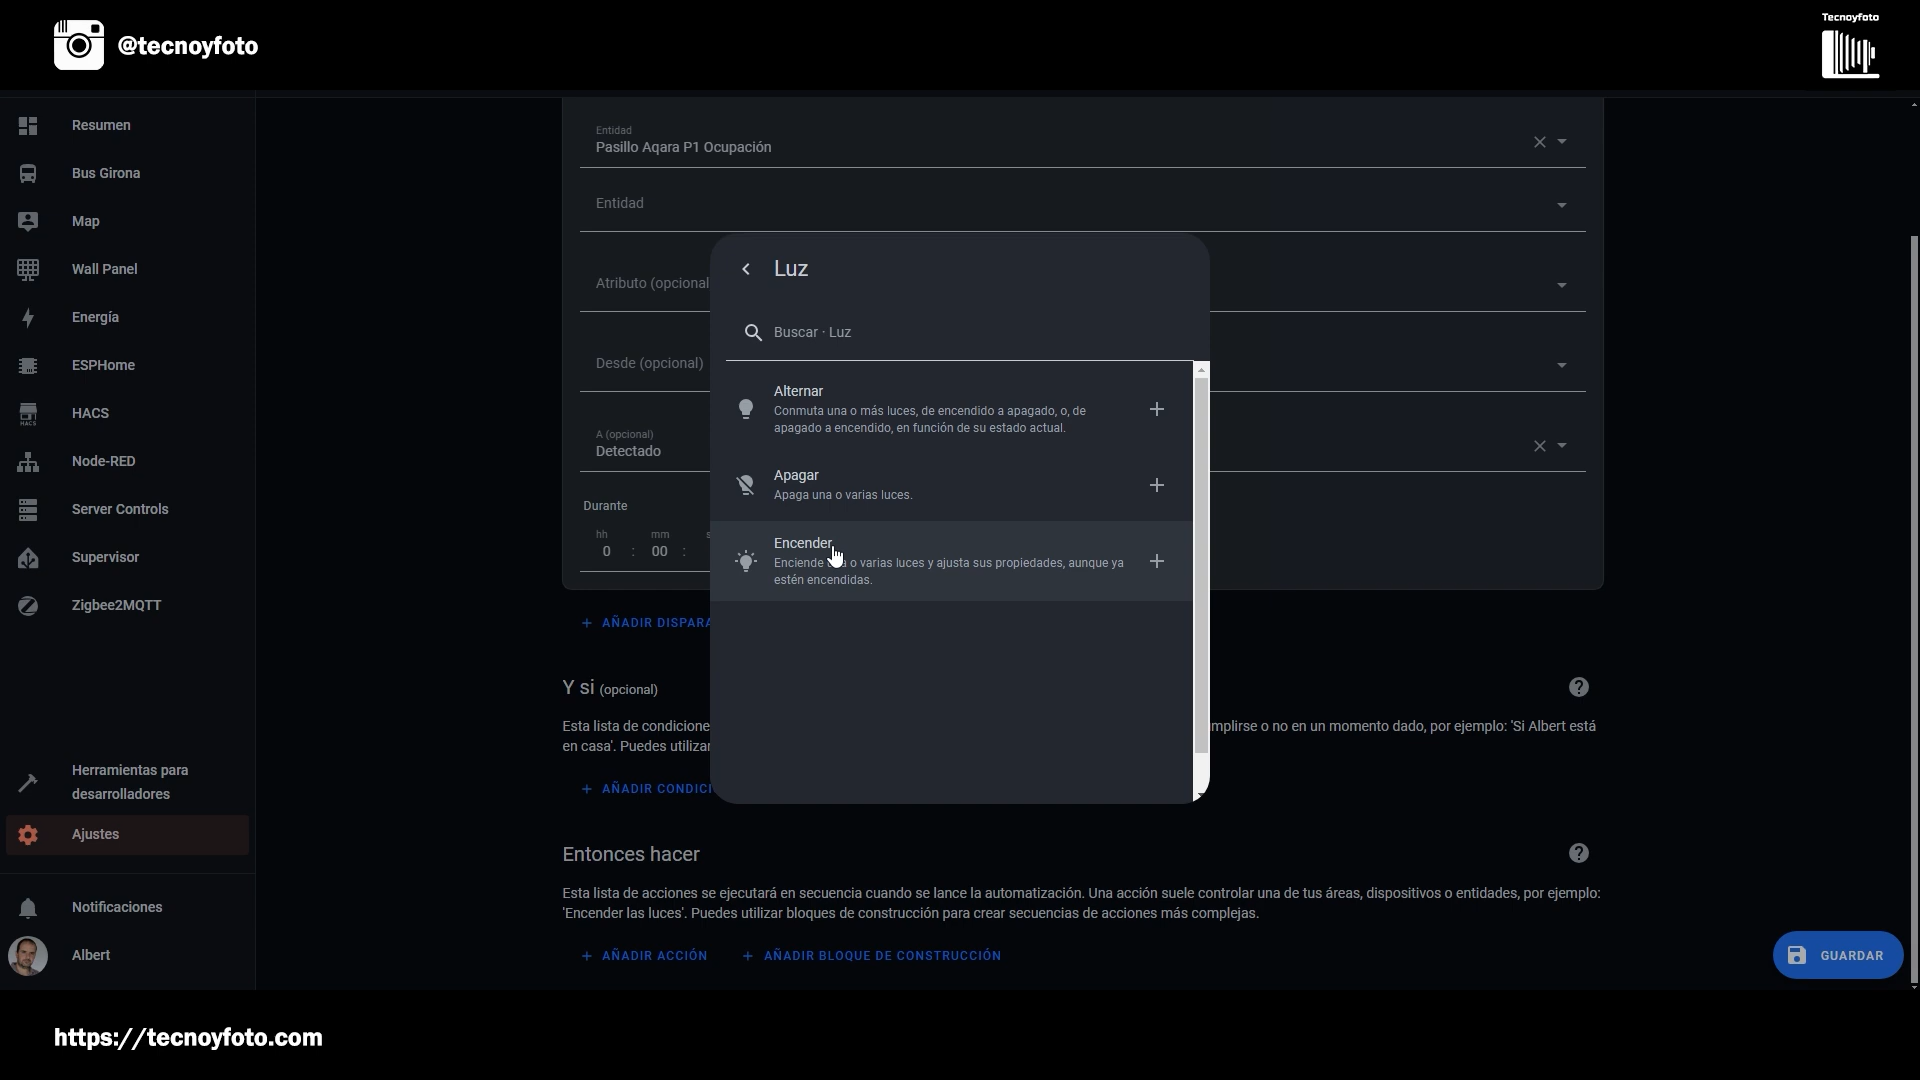 @tecnoyfoto
Tecnoyfoto
Resumen
Bus Girona
Map
Wall Panel
Energía
ESPHome
HACS
HACS
Node-RED
Server Controls
Supervisor
Zigbee2MQTT
Herramientas para
desarrolladores
Ajustes
Notificaciones
Albert
Entidad
Pasillo Aqara P1 Ocupación
Entidad
Atributo (opcional
Desde (opcional)
A (opcional)
Detectado
Durante
hh mm s
0 : 00 :
+ AÑADIR DISPARA
Y si (opcional)
Esta lista de condicione mplirse o no en un momento dado, por ejemplo: 'Si Albert está
en casa'. Puedes utilizar
+ AÑADIR CONDICI
Luz
Buscar · Luz
Alternar
Conmuta una o más luces, de encendido a apagado, o, de
apagado a encendido, en función de su estado actual.
Apagar
Apaga una o varias luces.
Encender
Enciende o varias luces y ajusta sus propiedades, aunque ya
estén encendidas.
Entonces hacer
Esta lista de acciones se ejecutará en secuencia cuando se lance la automatización. Una acción suele controlar una de tus áreas, dispositivos o entidades, por ejemplo:
'Encender las luces'. Puedes utilizar bloques de construcción para crear secuencias de acciones más complejas.
+ AÑADIR ACCIÓN + AÑADIR BLOQUE DE CONSTRUCCIÓN
GUARDAR
https://tecnoyfoto.com